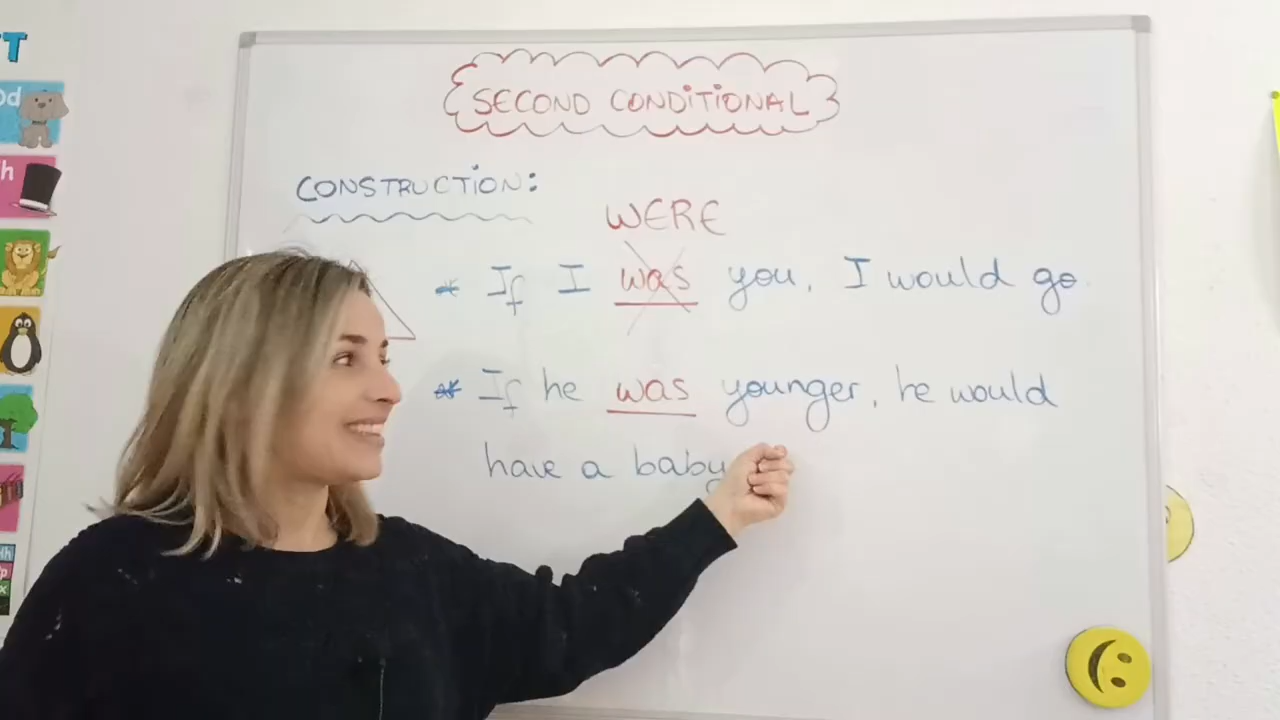 SECOND CONDITIONAL
CONSTRUCTION:
WERE
* If I was you, I would go
* If he was younger, he would
have a baby